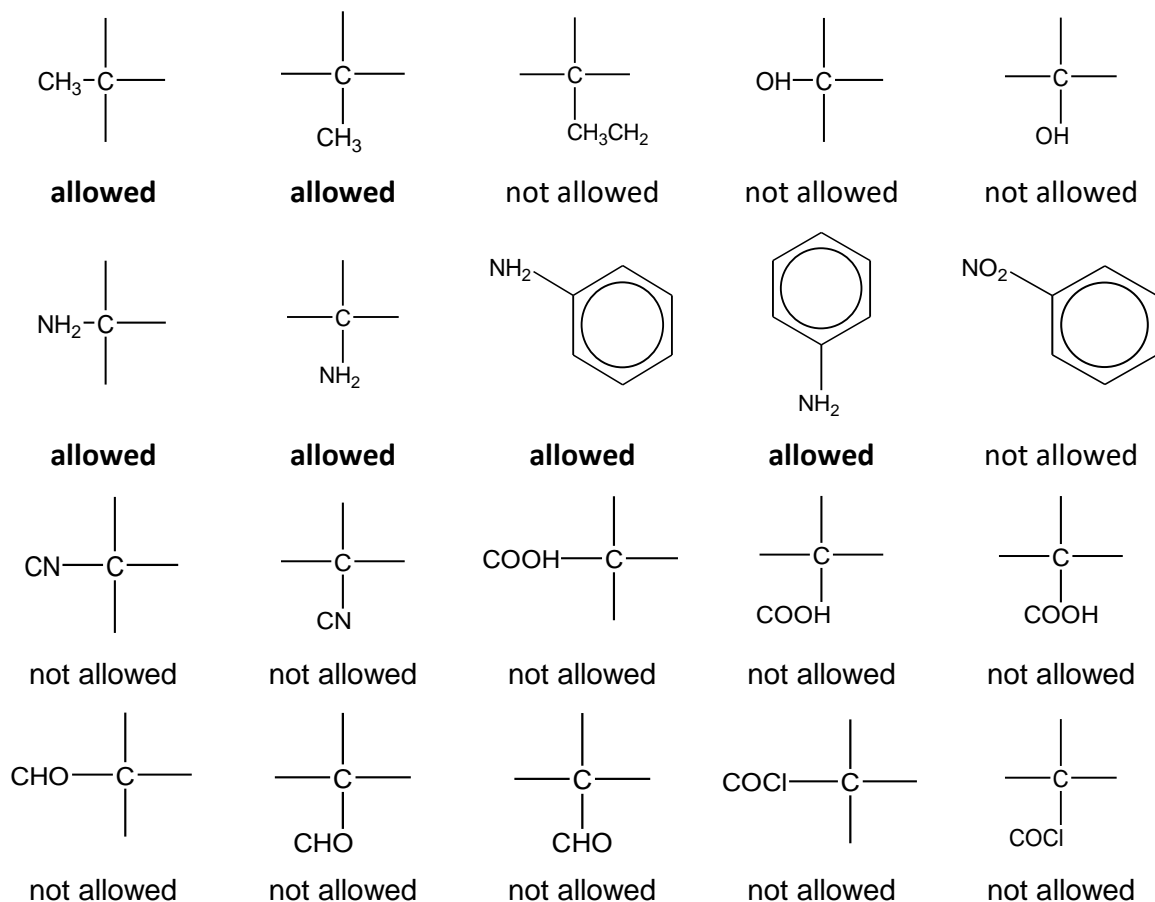 CH₃ C C C OH C C
CH₃ CH₃CH₂ OH
allowed allowed not allowed not allowed not allowed
NH₂ NO₂
NH₂ C C
NH₂ NH₂
allowed allowed allowed allowed not allowed
CN C C COOH C C C
CN COOH COOH
not allowed not allowed not allowed not allowed not allowed
CHO C C C COCl C C
CHO CHO COCl
not allowed not allowed not allowed not allowed not allowed